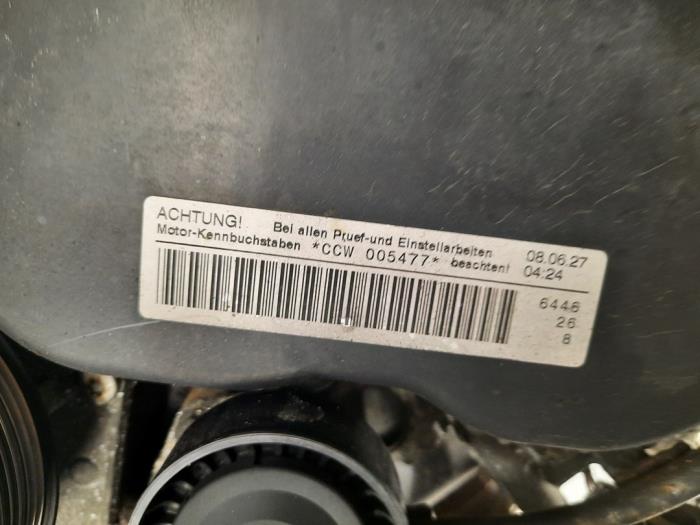 ACHTUNG! Bei allen Pruef-und Einstellarbeiten 08.06.27
Motor-Kennbuchstaben *CCW 005477* beachten! 04:24
6446
26
8